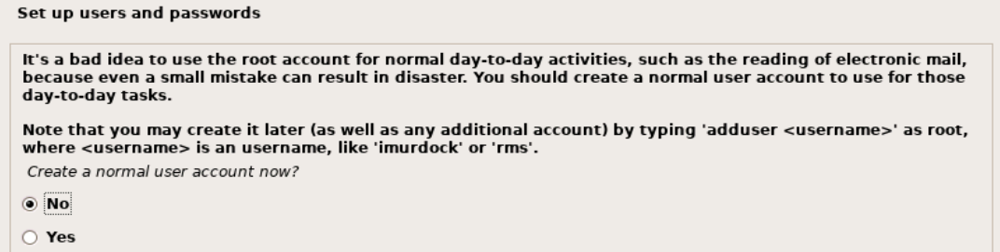 Set up users and passwords
It's a bad idea to use the root account for normal day-to-day activities, such as the reading of electronic mail,
because even a small mistake can result in disaster. You should create a normal user account to use for those
day-to-day tasks.
Note that you may create it later (as well as any additional account) by typing 'adduser <username>' as root,
where <username> is an username, like 'imurdock' or 'rms'.
Create a normal user account now?
No
Yes